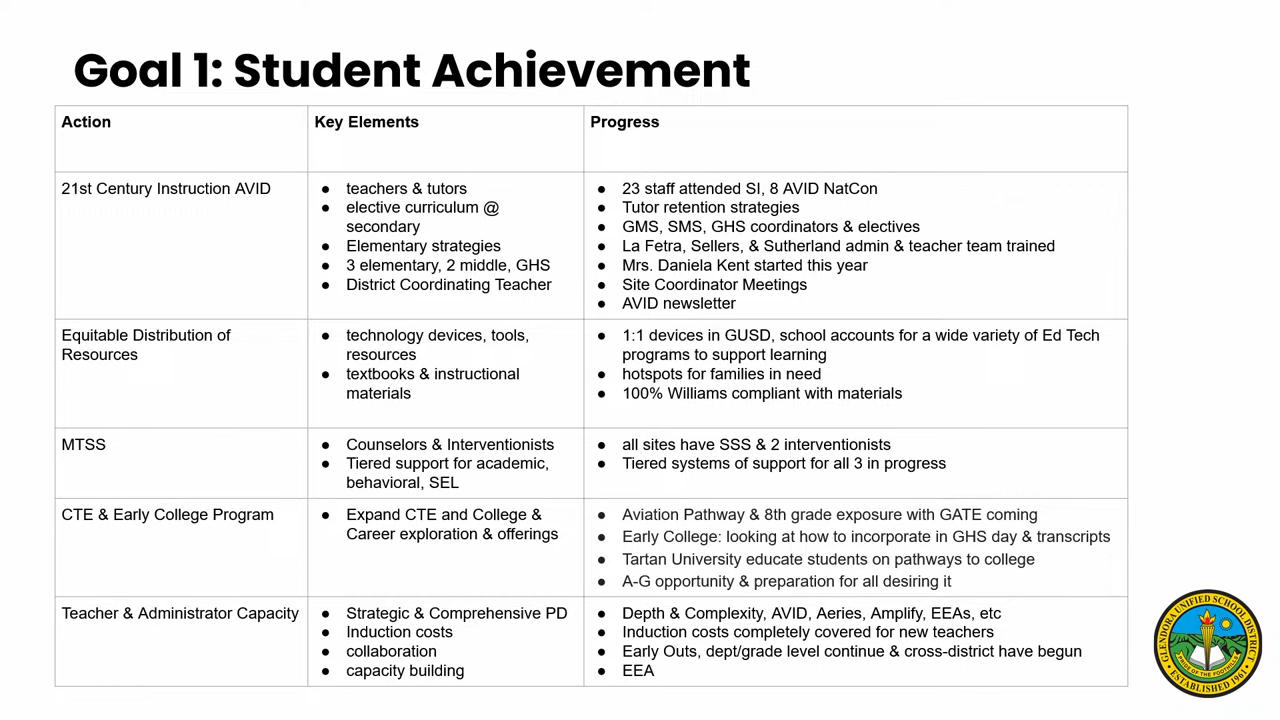 Goal 1: Student Achievement
Action
Key Elements
Progress
21st Century Instruction AVID
● teachers & tutors
● elective curriculum @
secondary
● Elementary strategies
● 3 elementary, 2 middle, GHS
● District Coordinating Teacher
● 23 staff attended SI, 8 AVID NatCon
● Tutor retention strategies
● GMS, SMS, GHS coordinators & electives
● La Fetra, Sellers, & Sutherland admin & teacher team trained
● Mrs. Daniela Kent started this year
● Site Coordinator Meetings
● AVID newsletter
Equitable Distribution of
Resources
● technology devices, tools,
resources
● textbooks & instructional
materials
● 1:1 devices in GUSD, school accounts for a wide variety of Ed Tech
programs to support learning
● hotspots for families in need
● 100% Williams compliant with materials
MTSS
● Counselors & Interventionists
● Tiered support for academic,
behavioral, SEL
● all sites have SSS & 2 interventionists
● Tiered systems of support for all 3 in progress
CTE & Early College Program
● Expand CTE and College &
Career exploration & offerings
● Aviation Pathway & 8th grade exposure with GATE coming
● Early College: looking at how to incorporate in GHS day & transcripts
● Tartan University educate students on pathways to college
● A-G opportunity & preparation for all desiring it
Teacher & Administrator Capacity
● Strategic & Comprehensive PD
● Induction costs
● collaboration
● capacity building
● Depth & Complexity, AVID, Aeries, Amplify, EEAs, etc
● Induction costs completely covered for new teachers
● Early Outs, dept/grade level continue & cross-district have begun
● EEA
GLENDORA UNIFIED SCHOOL DISTRICT
PRIDE OF THE FOOTHILLS
ESTABLISHED 1961